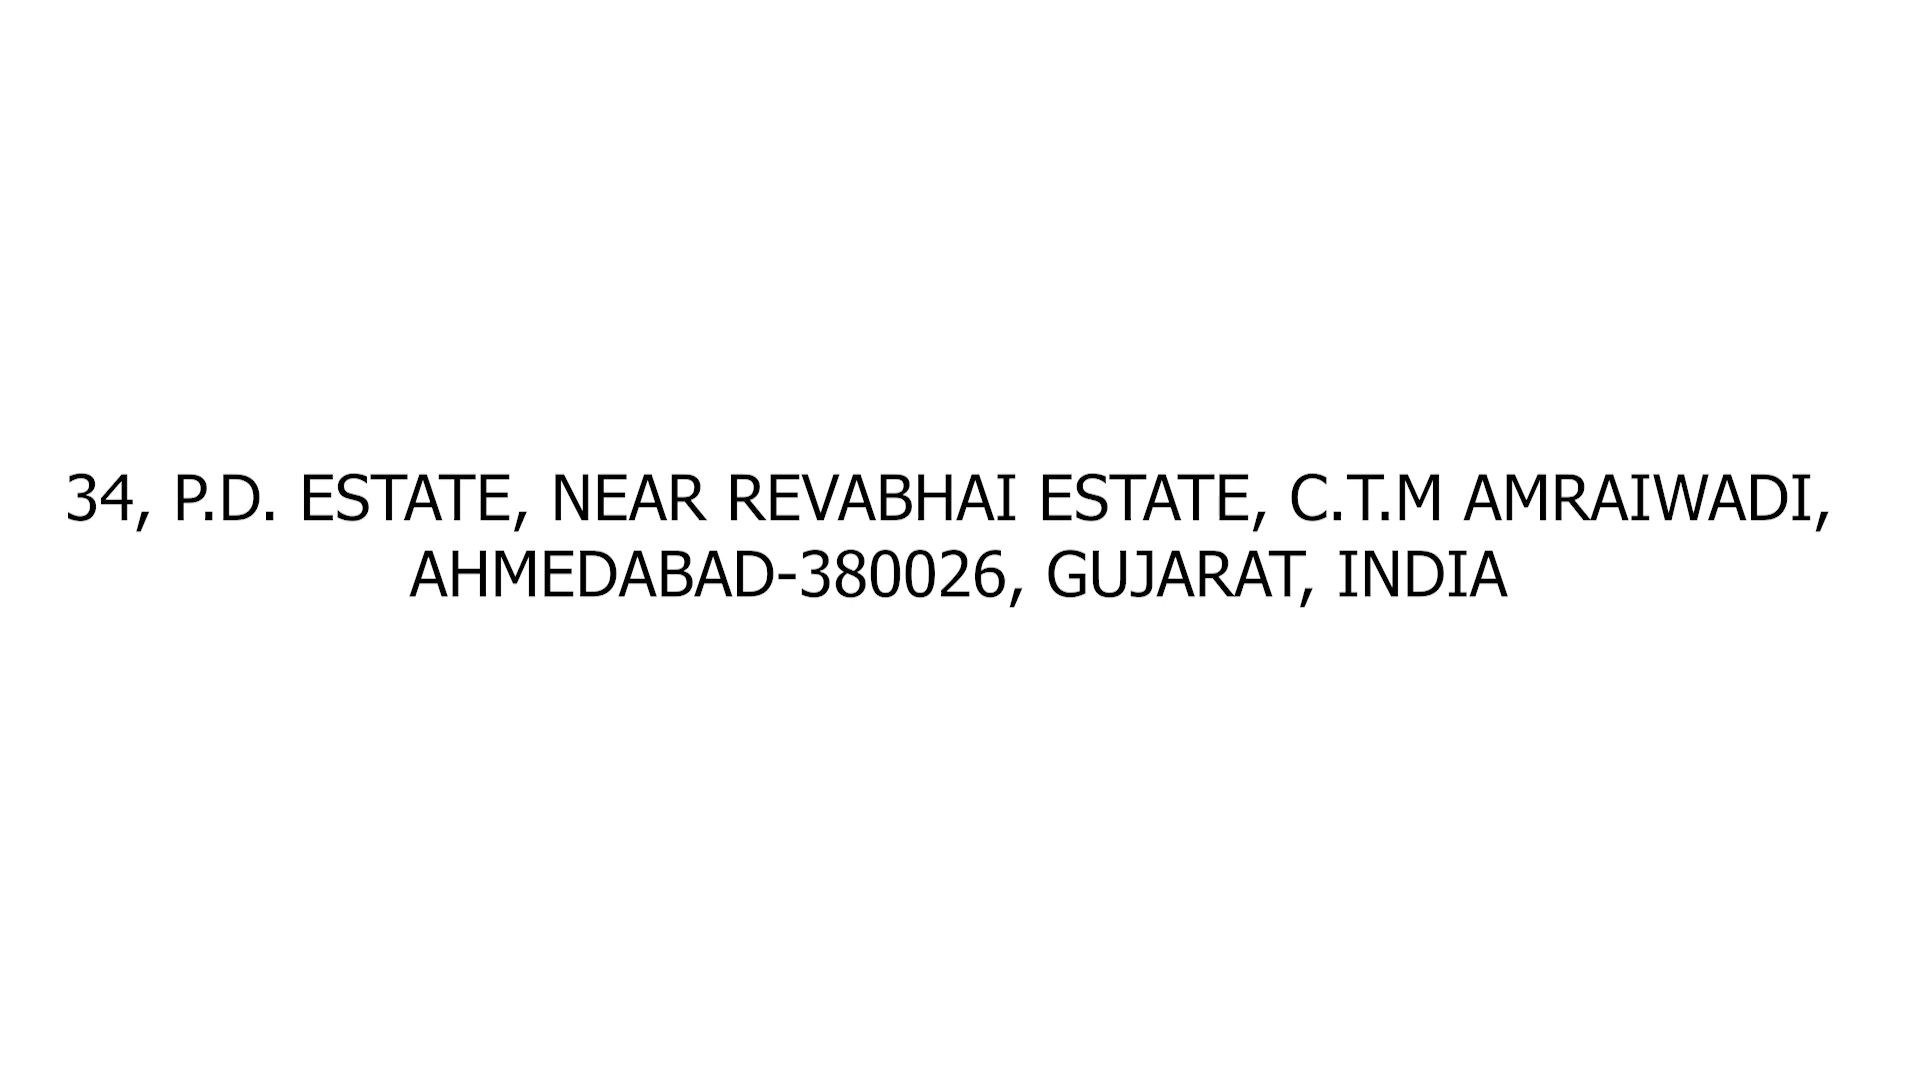 34, P.D. ESTATE, NEAR REVABHAI ESTATE, C.T.M AMRAIWADI,
AHMEDABAD-380026, GUJARAT, INDIA